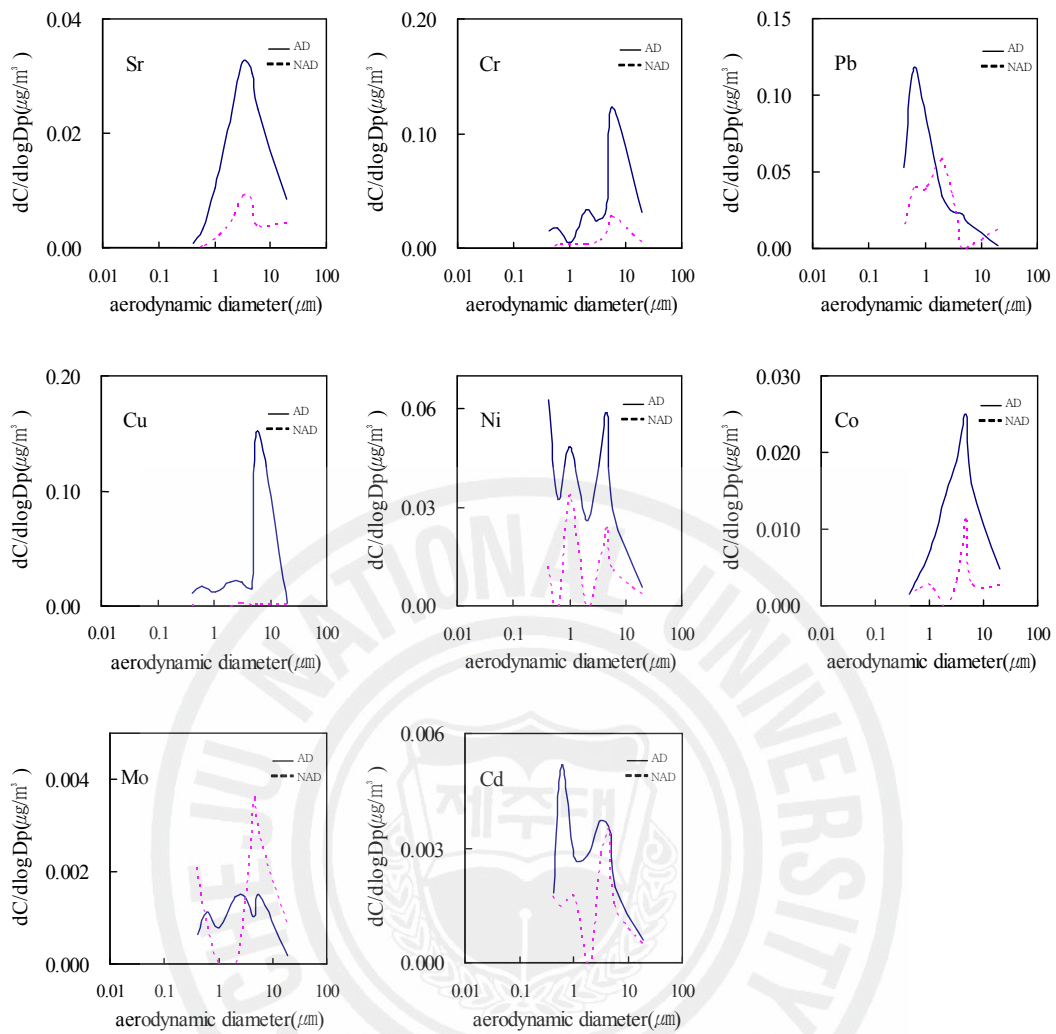 0.04
0.02
0.00
0.01 0.1 1 10 100
dC/dlogDp(μg/m³)
aerodynamic diameter(μm)
Sr
AD
NAD
0.20
0.10
0.00
0.01 0.1 1 10 100
dC/dlogDp(μg/m³)
aerodynamic diameter(μm)
Cr
AD
NAD
0.15
0.10
0.05
0.00
0.01 0.1 1 10 100
dC/dlogDp(μg/m³)
aerodynamic diameter(μm)
Pb
AD
NAD
0.20
0.10
0.00
0.01 0.1 1 10 100
dC/dlogDp(μg/m³)
aerodynamic diameter(μm)
Cu
AD
NAD
0.06
0.03
0.00
0.01 0.1 1 10 100
dC/dlogDp(μg/m³)
aerodynamic diameter(μm)
Ni
AD
NAD
0.030
0.020
0.010
0.000
0.01 0.1 1 10 100
dC/dlogDp(μg/m³)
aerodynamic diameter(μm)
Co
AD
NAD
0.004
0.002
0.000
0.01 0.1 1 10 100
dC/dlogDp(μg/m³)
aerodynamic diameter(μm)
Mo
AD
NAD
0.006
0.003
0.000
0.01 0.1 1 10 100
dC/dlogDp(μg/m³)
aerodynamic diameter(μm)
Cd
AD
NAD
CHEJU NATIONAL UNIVERSITY
제주대